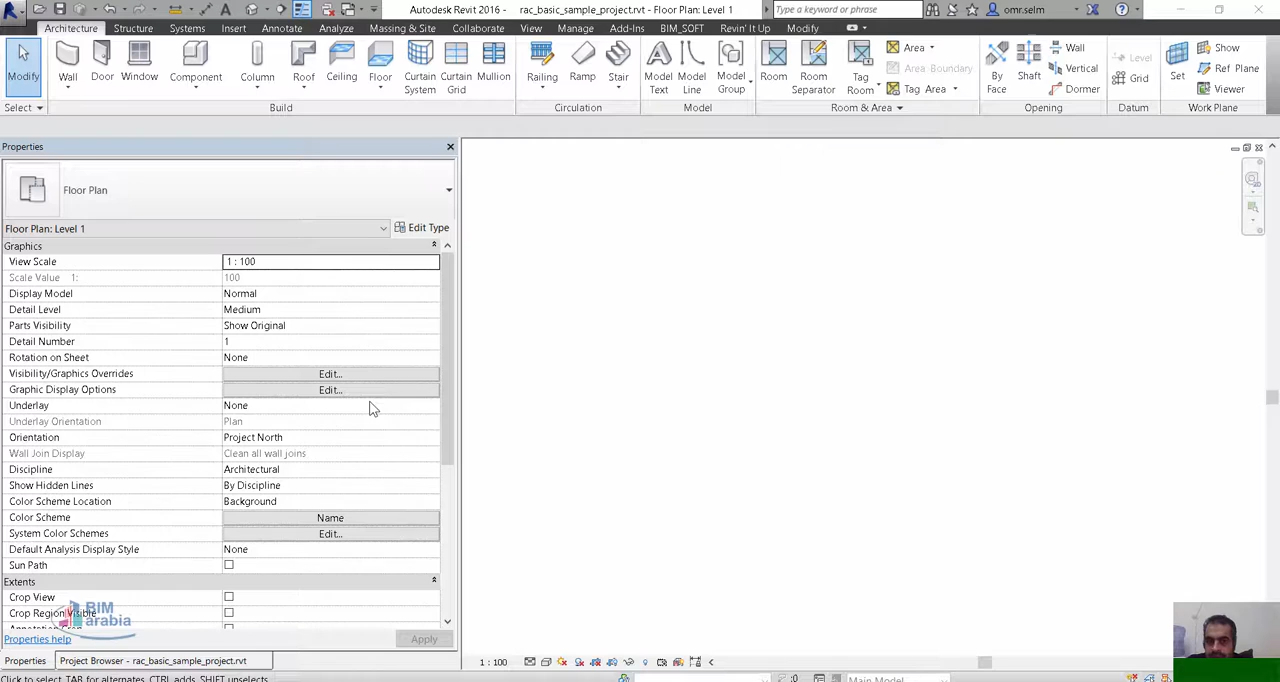 Autodesk Revit 2016 - rac_basic_sample_project.rvt - Floor Plan: Level 1
Type a keyword or phrase
omr.selm
Architecture Structure Systems Insert Annotate Analyze Massing & Site Collaborate View Manage Add-Ins BIM_SOFT Revin' It Up Modify
Modify Wall Door Window Component Column Roof Ceiling Floor Curtain System Curtain Grid Mullion Railing Ramp Stair Model Text Model Line Model Group Room Room Separator Tag Room
Area
Area Boundary
Tag Area
By Face Shaft
Wall
Vertical
Dormer
Level
Grid
Set
Show
Ref Plane
Viewer
Select Build Circulation Model Room & Area Opening Datum Work Plane
Properties
Floor Plan
Floor Plan: Level 1 Edit Type
Graphics
View Scale 1 : 100
Scale Value 1: 100
Display Model Normal
Detail Level Medium
Parts Visibility Show Original
Detail Number 1
Rotation on Sheet None
Visibility/Graphics Overrides Edit...
Graphic Display Options Edit...
Underlay None
Underlay Orientation Plan
Orientation Project North
Wall Join Display Clean all wall joins
Discipline Architectural
Show Hidden Lines By Discipline
Color Scheme Location Background
Color Scheme Name
System Color Schemes Edit...
Default Analysis Display Style None
Sun Path
Extents
Crop View
Crop Region Visible
BIM
arabia
Properties help Apply
Properties Project Browser - rac_basic_sample_project.rvt
1 : 100
Click to select, TAB for alternates, CTRL adds, SHIFT unselects.
:0
Main Model